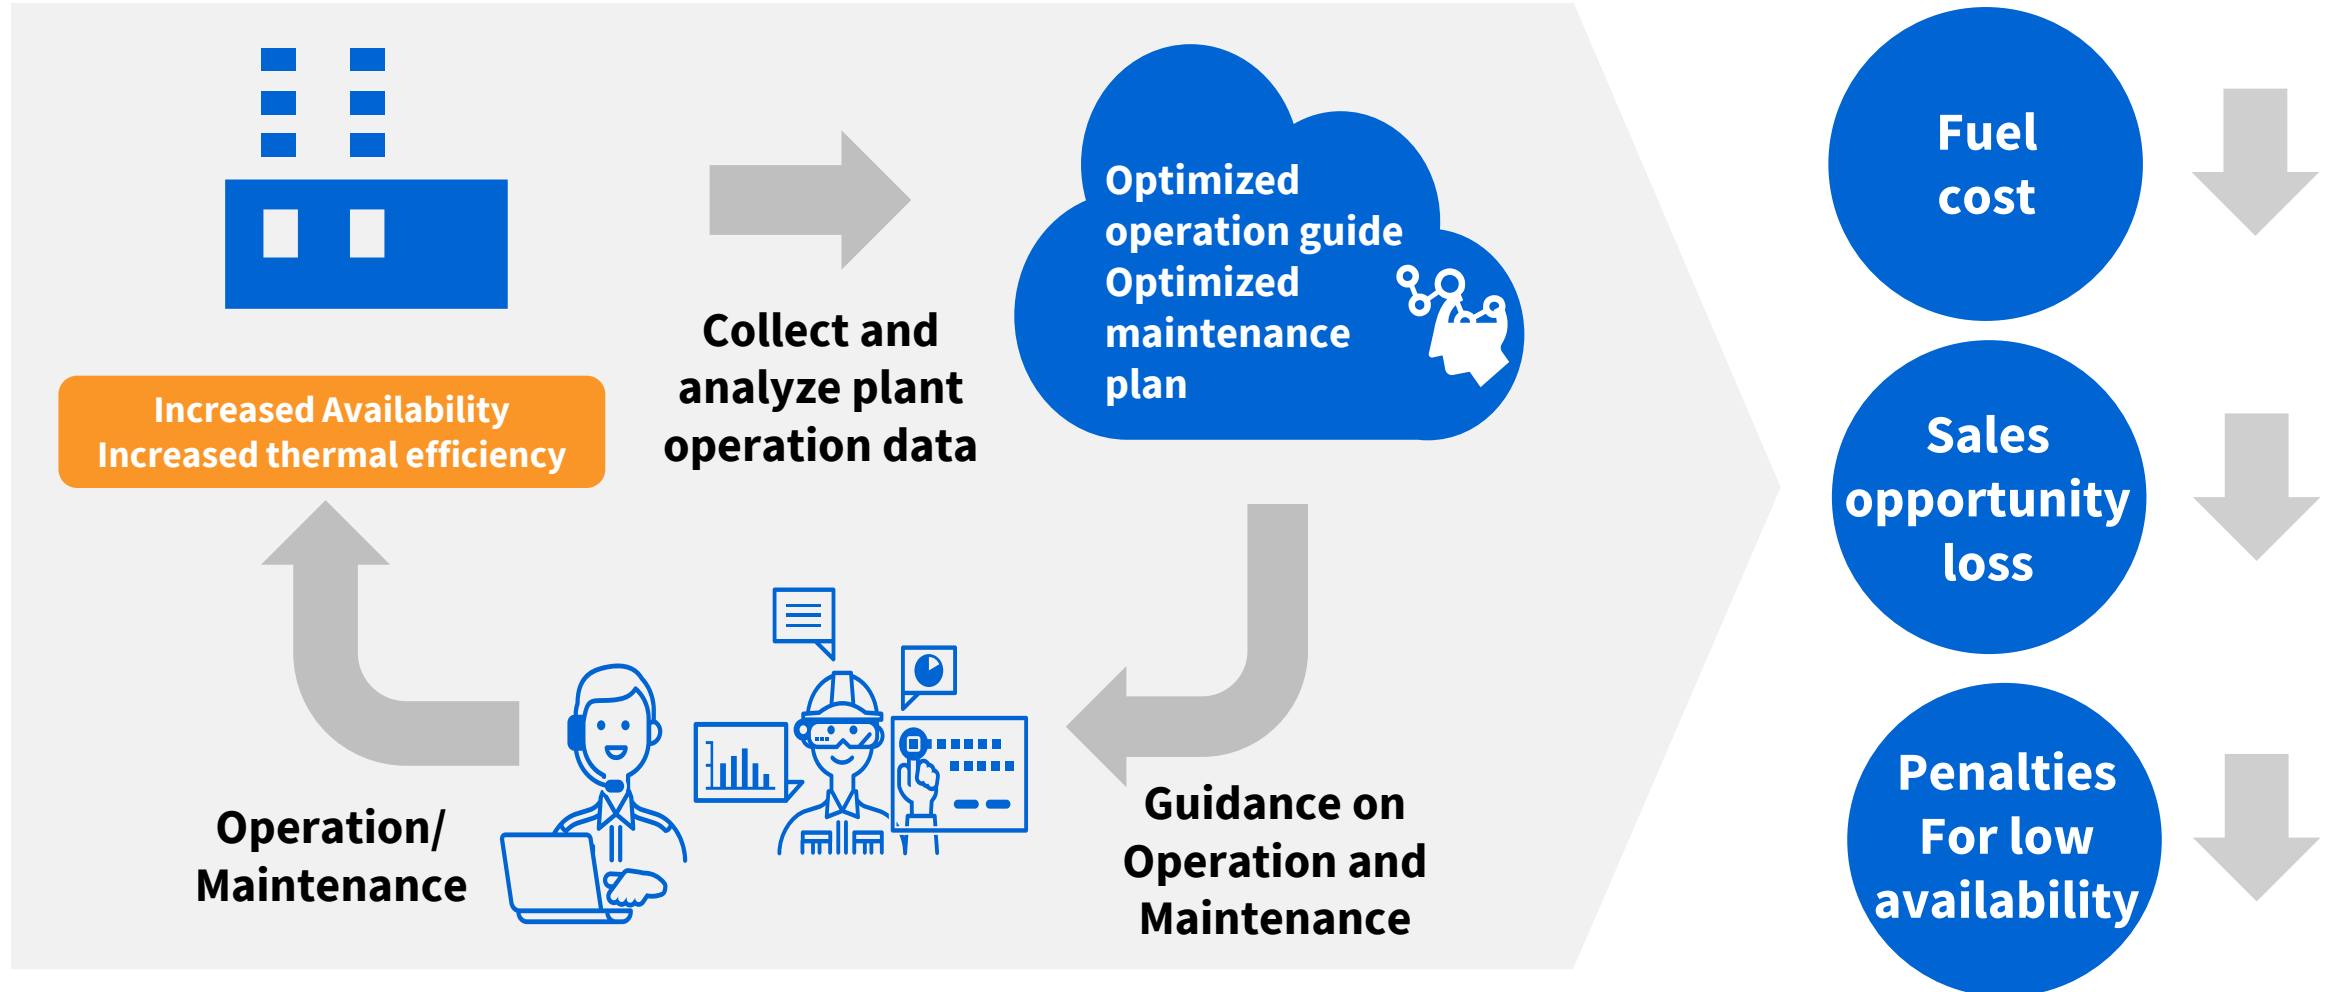 Increased Availability
Increased thermal efficiency
Collect and
analyze plant
operation data
Optimized
operation guide
Optimized
maintenance
plan
Guidance on
Operation and
Maintenance
Operation/
Maintenance
Fuel
cost
Sales
opportunity
loss
Penalties
For low
availability